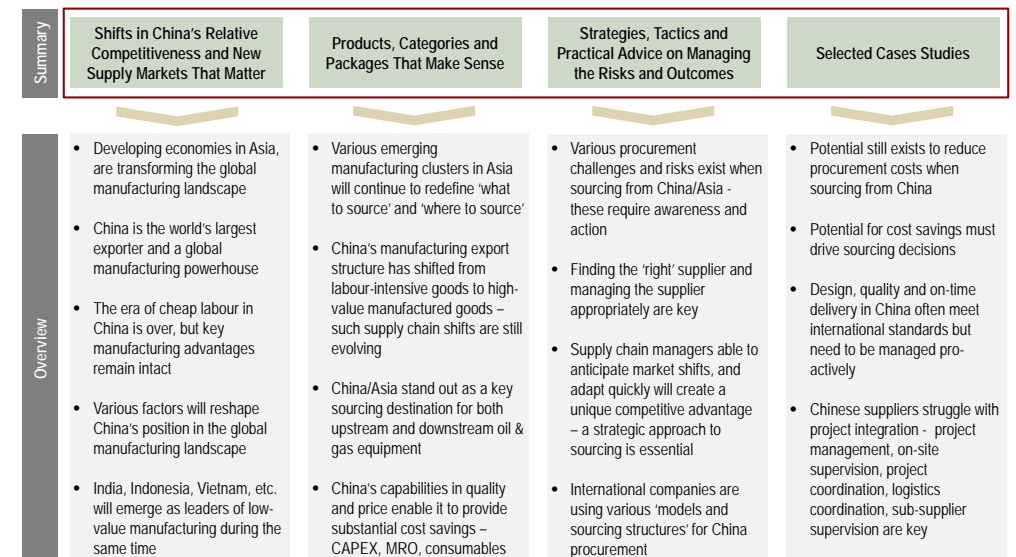 Summary
Shifts in China's Relative
Competitiveness and New
Supply Markets That Matter
Products, Categories and
Packages That Make Sense
Strategies, Tactics and
Practical Advice on Managing
the Risks and Outcomes
Selected Cases Studies
Overview
• Developing economies in Asia,
are transforming the global
manufacturing landscape
• China is the world's largest
exporter and a global
manufacturing powerhouse
• The era of cheap labour in
China is over, but key
manufacturing advantages
remain intact
• Various factors will reshape
China's position in the global
manufacturing landscape
• India, Indonesia, Vietnam, etc.
will emerge as leaders of low-
value manufacturing during the
same time
• Various emerging
manufacturing clusters in Asia
will continue to redefine 'what
to source' and 'where to source'
• China's manufacturing export
structure has shifted from
labour-intensive goods to high-
value manufactured goods –
such supply chain shifts are still
evolving
• China/Asia stand out as a key
sourcing destination for both
upstream and downstream oil &
gas equipment
• China's capabilities in quality
and price enable it to provide
substantial cost savings –
CAPEX, MRO, consumables
• Various procurement
challenges and risks exist when
sourcing from China/Asia -
these require awareness and
action
• Finding the 'right' supplier and
managing the supplier
appropriately are key
• Supply chain managers able to
anticipate market shifts, and
adapt quickly will create a
unique competitive advantage
– a strategic approach to
sourcing is essential
• International companies are
using various 'models and
sourcing structures' for China
procurement
• Potential still exists to reduce
procurement costs when
sourcing from China
• Potential for cost savings must
drive sourcing decisions
• Design, quality and on-time
delivery in China often meet
international standards but
need to be managed pro-
actively
• Chinese suppliers struggle with
project integration - project
management, on-site
supervision, project
coordination, logistics
coordination, sub-supplier
supervision are key